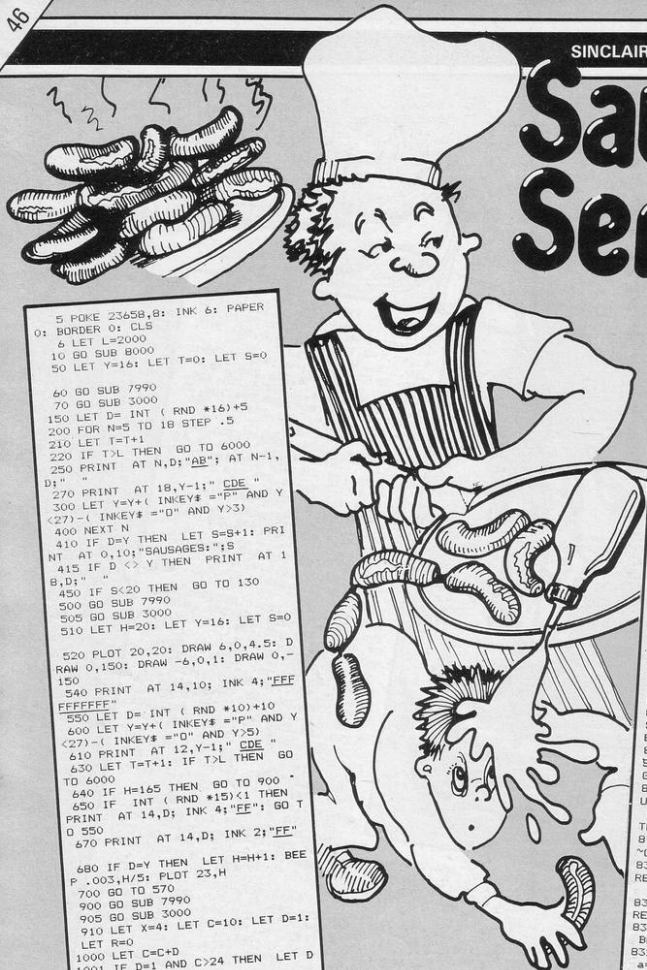 46
SINCLAIR
Sau
Ser
5 POKE 23658,8: INK 6: PAPER
0: BORDER 0: CLS
6 LET L=2000
10 GO SUB 8000
50 LET Y=16: LET T=0: LET S=0
60 GO SUB 7990
70 GO SUB 3000
150 LET D= INT ( RND *16)+5
200 FOR N=5 TO 18 STEP .5
210 LET T=T+1
220 IF T>L THEN GO TO 6000
250 PRINT AT N,D;"AB"; AT N-1,
D;"  "
270 PRINT AT 18,Y-1;" CDE "
300 LET Y=Y+( INKEY$ ="P" AND Y
<27)-( INKEY$ ="O" AND Y>3)
400 NEXT N
410 IF D=Y THEN LET S=S+1: PRI
NT AT 0,10;"SAUSAGES:";S
415 IF D <> Y THEN PRINT AT 1
8,D;"  "
450 IF S<20 THEN GO TO 130
500 GO SUB 7990
505 GO SUB 3000
510 LET H=20: LET Y=16: LET S=0
520 PLOT 20,20: DRAW 6,0,4.5: D
RAW 0,150: DRAW -6,0,1: DRAW 0,-
150
540 PRINT AT 14,10; INK 4;"FFF
FFFFFFF"
550 LET D= INT ( RND *10)+10
600 LET Y=Y+( INKEY$ ="P" AND Y
<27)-( INKEY$ ="O" AND Y>5)
610 PRINT AT 12,Y-1;" CDE "
630 LET T=T+1: IF T>L THEN GO
TO 6000
640 IF H=165 THEN GO TO 900
650 IF INT ( RND *15)<1 THEN
PRINT AT 14,D; INK 4;"FF": GO T
O 550
670 PRINT AT 14,D; INK 2;"FF"
680 IF D=Y THEN LET H=H+1: BEE
P .003,H/5: PLOT 23,H
700 GO TO 570
900 GO SUB 7990
905 GO SUB 3000
910 LET X=4: LET C=10: LET D=1:
LET R=0
1000 LET C=C+D
1001 IF D=1 AND C>24 THEN LET D